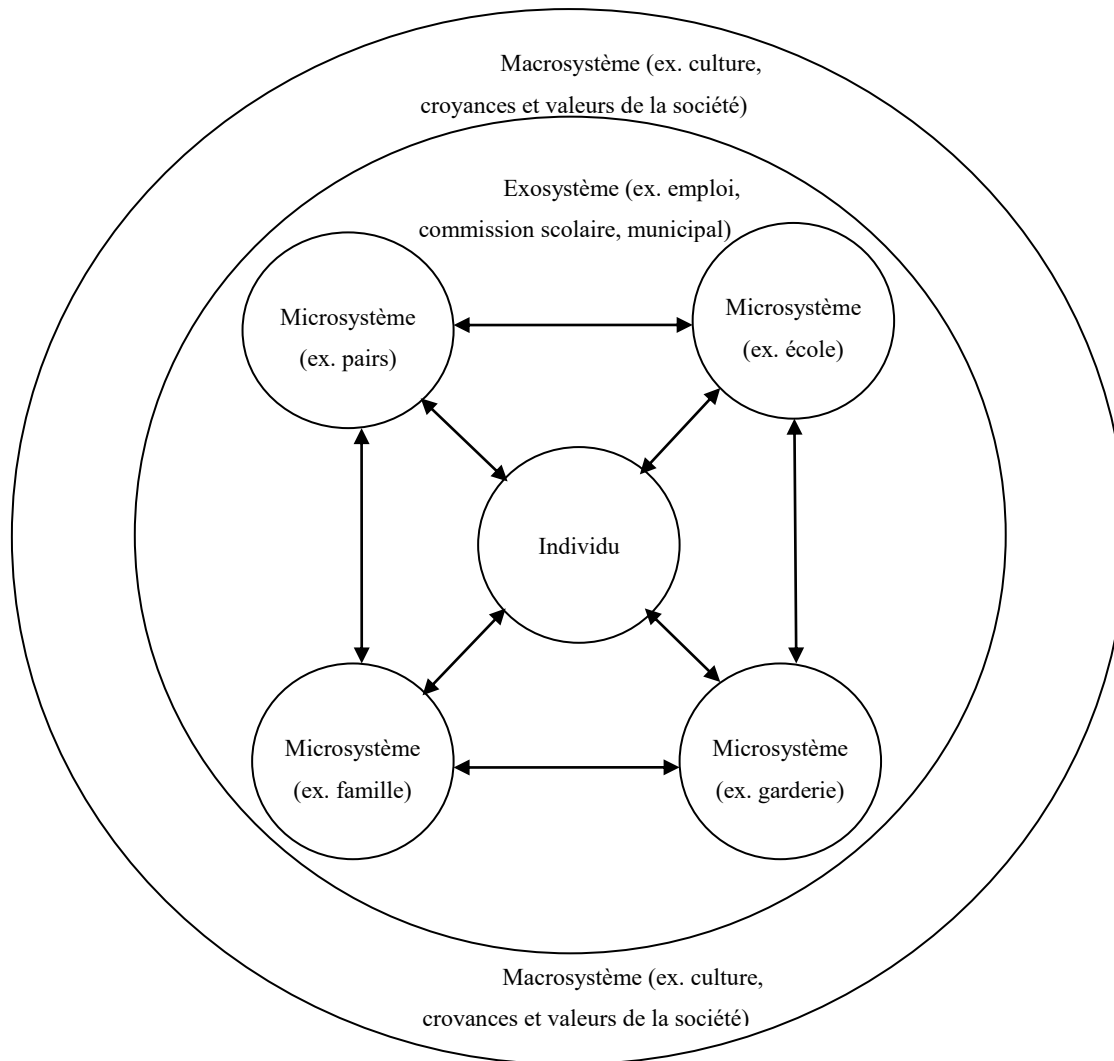 Macrosystème (ex. culture,
croyances et valeurs de la société)
Exosystème (ex. emploi,
commission scolaire, municipal)
Microsystème
(ex. pairs)
Microsystème
(ex. école)
Individu
Microsystème
(ex. famille)
Microsystème
(ex. garderie)
Macrosystème (ex. culture,
croyances et valeurs de la société)